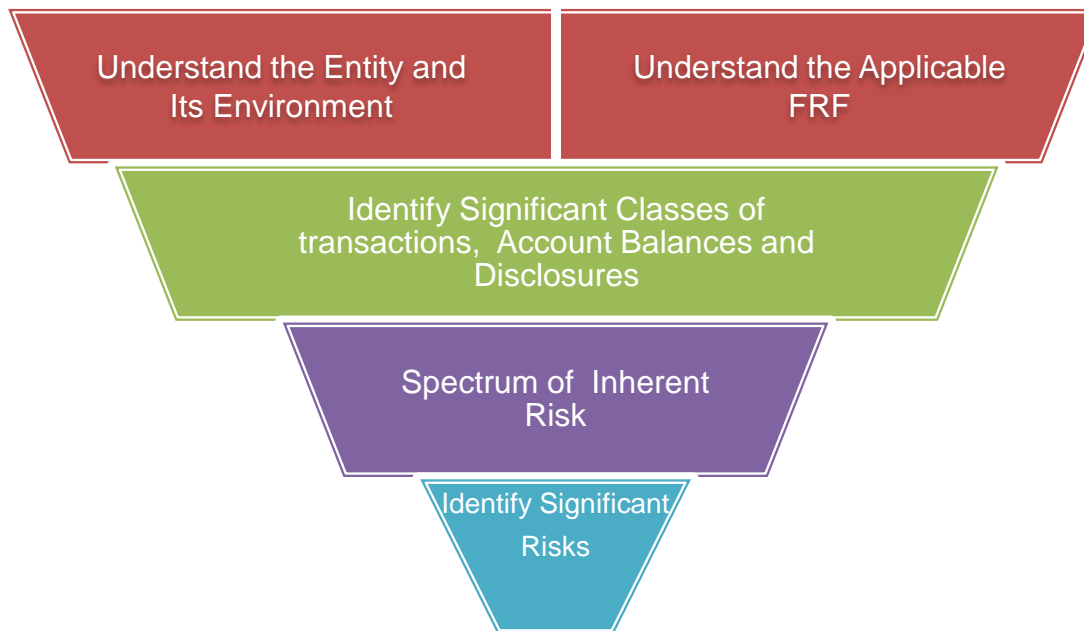 Understand the Entity and
Its Environment
Understand the Applicable
FRF
Identify Significant Classes of
transactions,  Account Balances and
Disclosures
Spectrum of  Inherent
Risk
Identify Significant
Risks